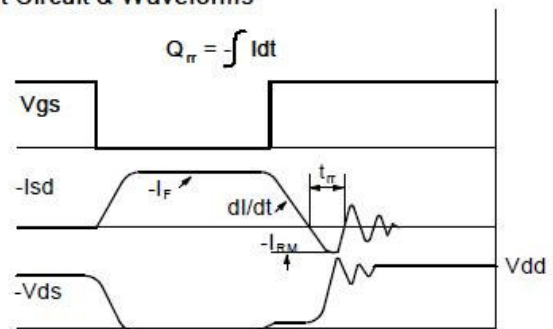 t Circuit & Waveforms
Qrr = -∫ Idt
Vgs
-Isd
-IF
dI/dt
trr
-IRM
Vdd
-Vds